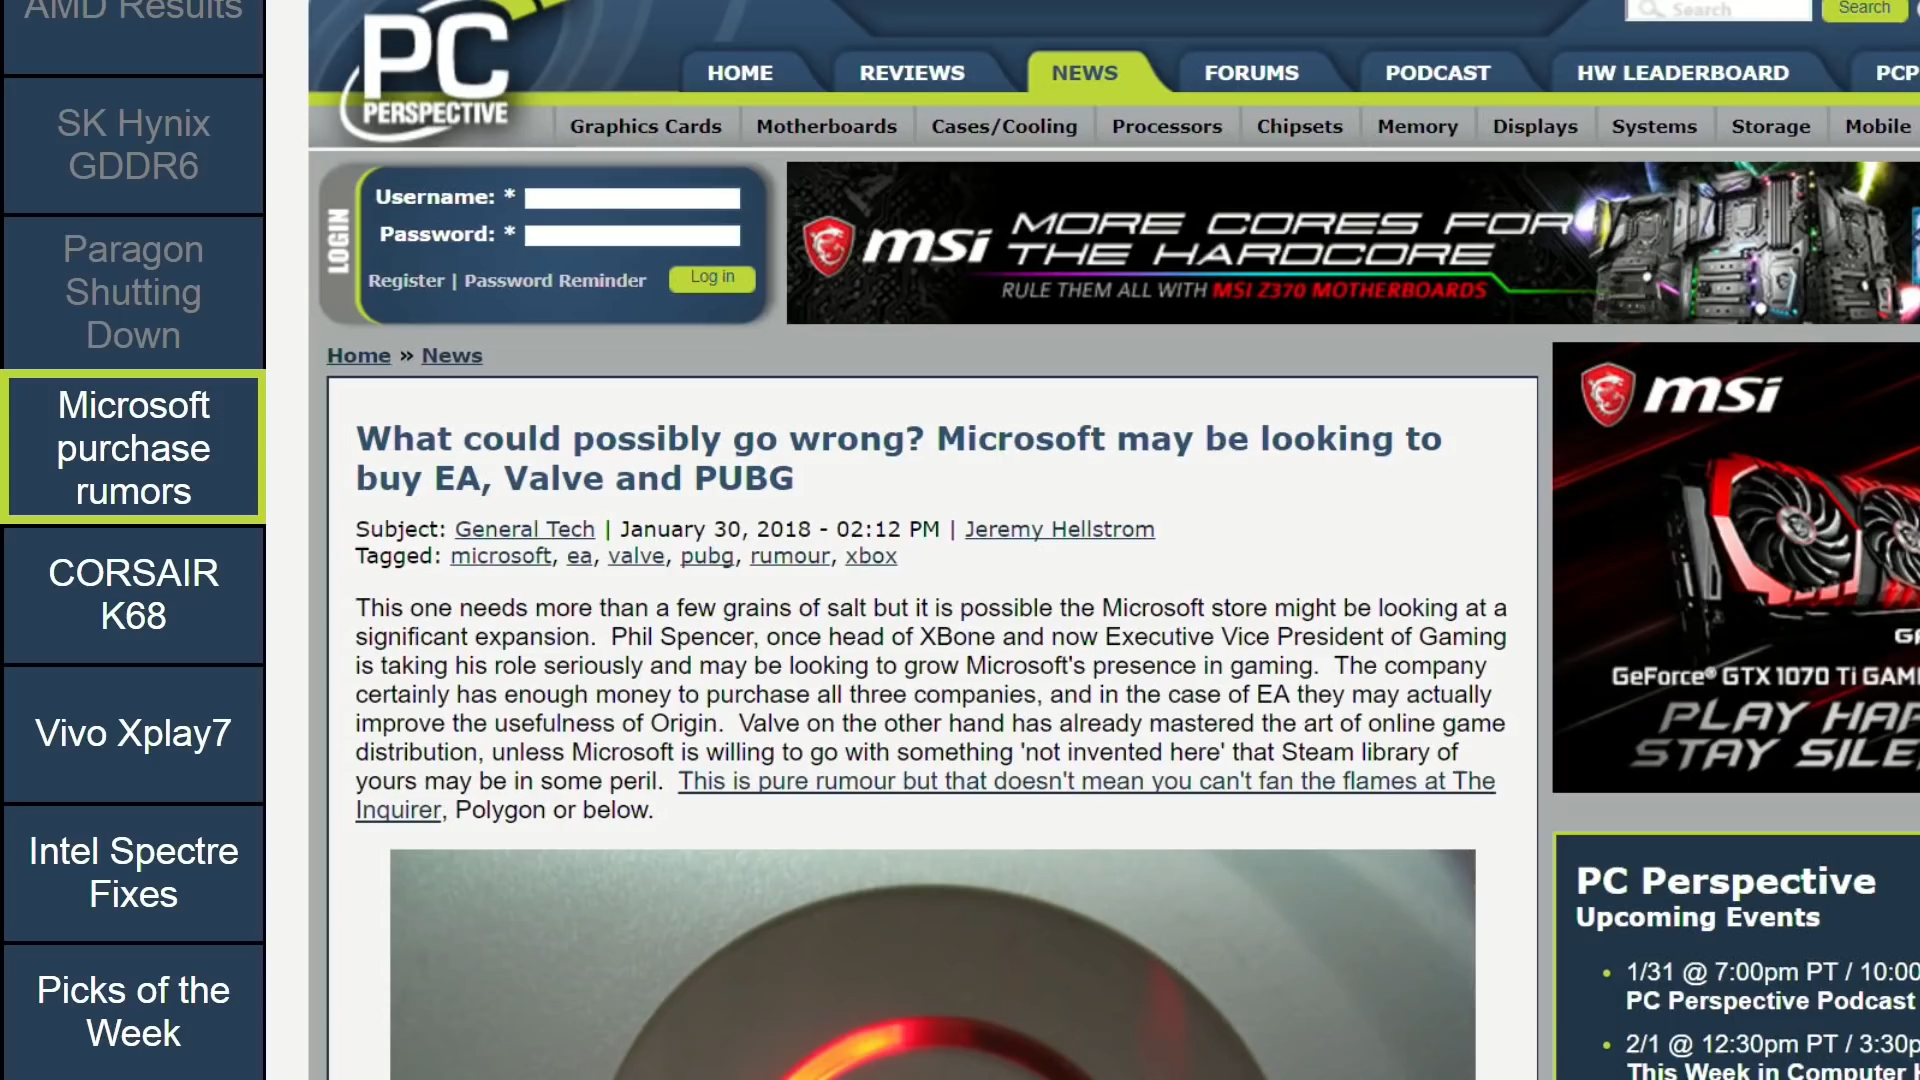 AMD Results
SK Hynix
GDDR6
Paragon
Shutting
Down
Microsoft
purchase
rumors
CORSAIR
K68
Vivo Xplay7
Intel Spectre
Fixes
Picks of the
Week
PC
PERSPECTIVE
Search
Search
HOME
REVIEWS
NEWS
FORUMS
PODCAST
HW LEADERBOARD
PCP
Graphics Cards
Motherboards
Cases/Cooling
Processors
Chipsets
Memory
Displays
Systems
Storage
Mobile
LOGIN
Username: *
Password: *
Register | Password Reminder
Log in
msi MORE CORES FOR
THE HARDCORE
RULE THEM ALL WITH MSI Z370 MOTHERBOARDS
Home » News
What could possibly go wrong? Microsoft may be looking to
buy EA, Valve and PUBG
Subject: General Tech | January 30, 2018 - 02:12 PM | Jeremy Hellstrom
Tagged: microsoft, ea, valve, pubg, rumour, xbox
This one needs more than a few grains of salt but it is possible the Microsoft store might be looking at a
significant expansion. Phil Spencer, once head of XBone and now Executive Vice President of Gaming
is taking his role seriously and may be looking to grow Microsoft's presence in gaming. The company
certainly has enough money to purchase all three companies, and in the case of EA they may actually
improve the usefulness of Origin. Valve on the other hand has already mastered the art of online game
distribution, unless Microsoft is willing to go with something 'not invented here' that Steam library of
yours may be in some peril. This is pure rumour but that doesn't mean you can't fan the flames at The
Inquirer, Polygon or below.
msi
GeForce® GTX 1070 Ti GAM
PLAY HAR
STAY SILE
PC Perspective
Upcoming Events
1/31 @ 7:00pm PT / 10:00
PC Perspective Podcast
2/1 @ 12:30pm PT / 3:30p
This Week in Computer